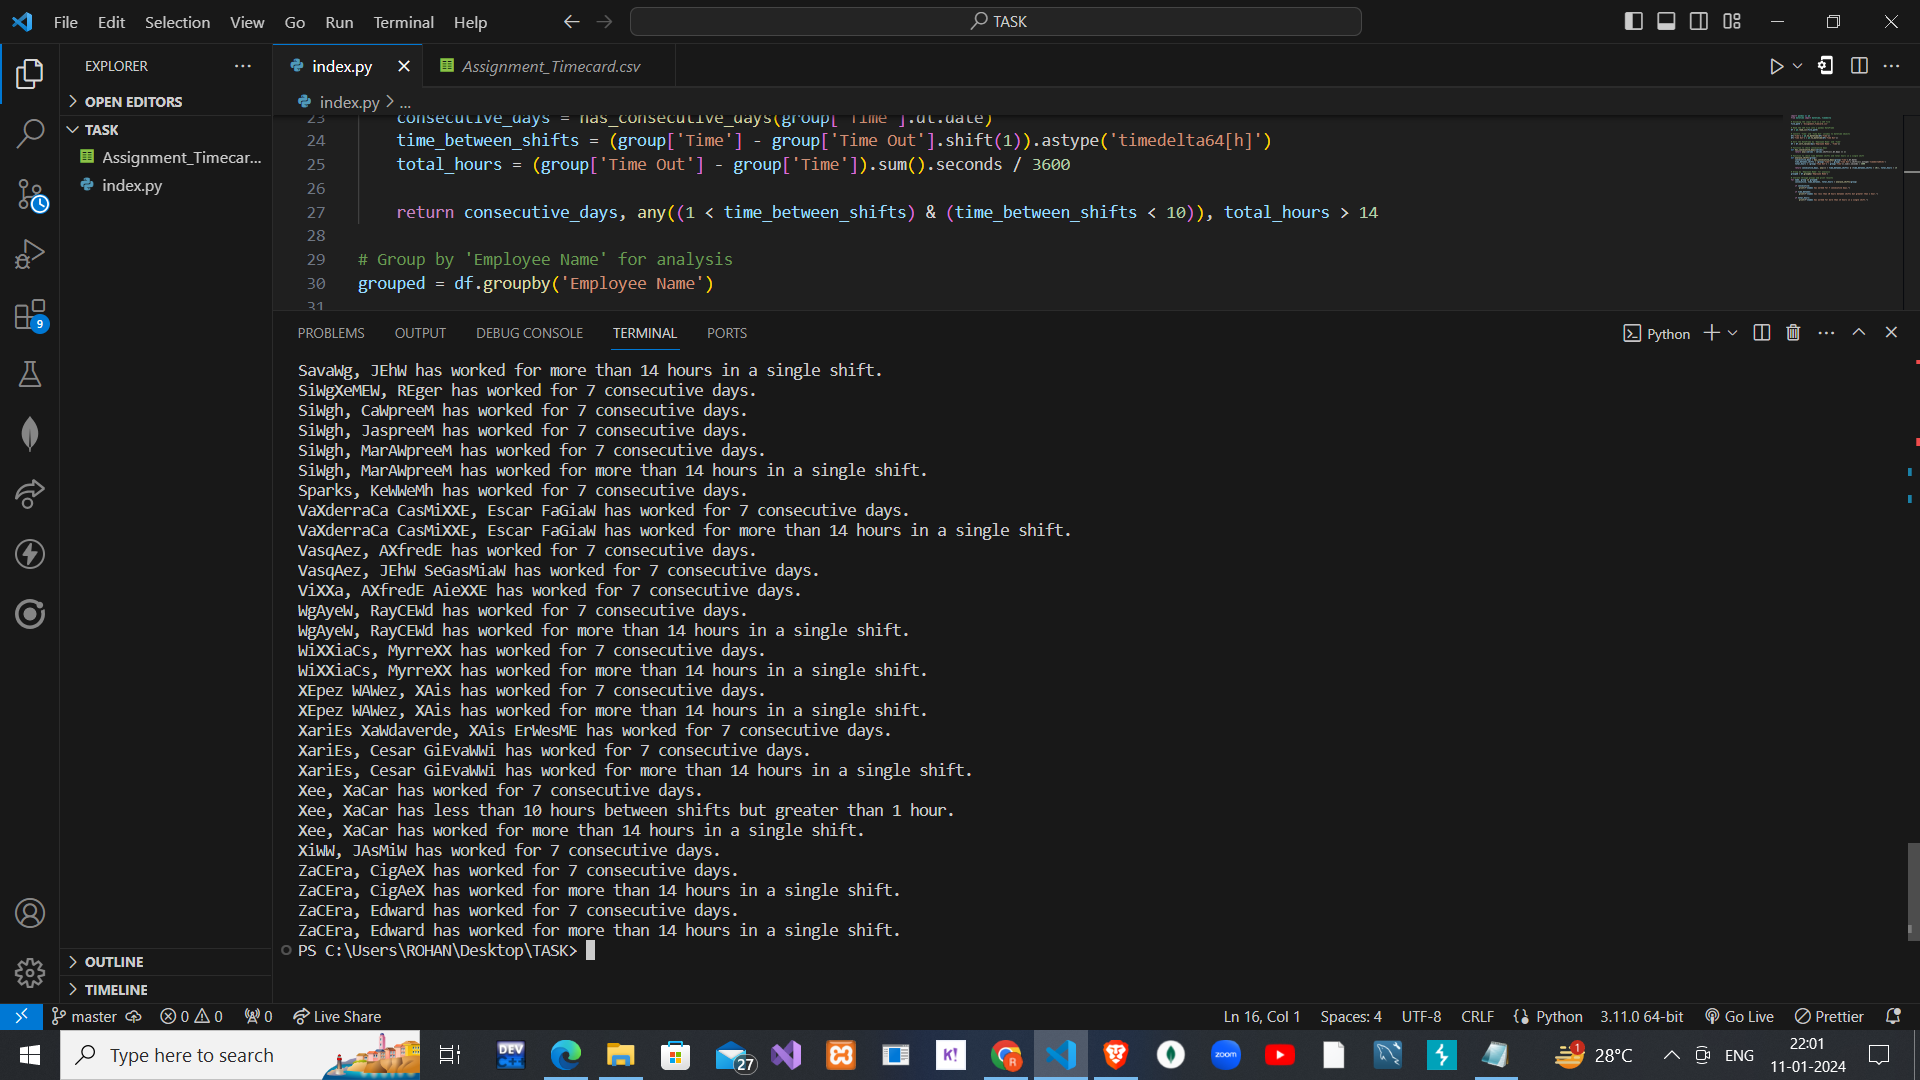 File Edit Selection View Go Run Terminal Help
TASK
EXPLORER
OPEN EDITORS
TASK
Assignment_Timecar...
index.py
OUTLINE
TIMELINE
index.py
Assignment_Timecard.csv
index.py > ...
23 consecutive_days = has_consecutive_days(group['Time'].dt.date)
24 time_between_shifts = (group['Time'] - group['Time Out'].shift(1)).astype('timedelta64[h]')
25 total_hours = (group['Time Out'] - group['Time']).sum().seconds / 3600
26
27 return consecutive_days, any((1 < time_between_shifts) & (time_between_shifts < 10)), total_hours > 14
28
29 # Group by 'Employee Name' for analysis
30 grouped = df.groupby('Employee Name')
31
PROBLEMS OUTPUT DEBUG CONSOLE TERMINAL PORTS
Python
SavaWg, JEhW has worked for more than 14 hours in a single shift.
SiWgXeMEW, REger has worked for 7 consecutive days.
SiWgh, CaWpreeM has worked for 7 consecutive days.
SiWgh, JaspreeM has worked for 7 consecutive days.
SiWgh, MarAWpreeM has worked for 7 consecutive days.
SiWgh, MarAWpreeM has worked for more than 14 hours in a single shift.
Sparks, KeWWeMh has worked for 7 consecutive days.
VaXderraCa CasMiXXE, Escar FaGiaW has worked for 7 consecutive days.
VaXderraCa CasMiXXE, Escar FaGiaW has worked for more than 14 hours in a single shift.
VasqAez, AXfredE has worked for 7 consecutive days.
VasqAez, JEhW SeGasMiaW has worked for 7 consecutive days.
ViXXa, AXfredE AieXXE has worked for 7 consecutive days.
WgAyeW, RayCEWd has worked for 7 consecutive days.
WgAyeW, RayCEWd has worked for more than 14 hours in a single shift.
WiXXiaCs, MyrreXX has worked for 7 consecutive days.
WiXXiaCs, MyrreXX has worked for more than 14 hours in a single shift.
XEpez WAWez, XAis has worked for 7 consecutive days.
XEpez WAWez, XAis has worked for more than 14 hours in a single shift.
XariEs XaWdaverde, XAis ErWesME has worked for 7 consecutive days.
XariEs, Cesar GiEvaWWi has worked for 7 consecutive days.
XariEs, Cesar GiEvaWWi has worked for more than 14 hours in a single shift.
Xee, XaCar has worked for 7 consecutive days.
Xee, XaCar has less than 10 hours between shifts but greater than 1 hour.
Xee, XaCar has worked for more than 14 hours in a single shift.
XiWW, JAsMiW has worked for 7 consecutive days.
ZaCEra, CigAeX has worked for 7 consecutive days.
ZaCEra, CigAeX has worked for more than 14 hours in a single shift.
ZaCEra, Edward has worked for 7 consecutive days.
ZaCEra, Edward has worked for more than 14 hours in a single shift.
PS C:\Users\ROHAN\Desktop\TASK>
9
master 0 0 0 Live Share
Ln 16, Col 1 Spaces: 4 UTF-8 CRLF Python 3.11.0 64-bit Go Live Prettier
Type here to search
DEV
27
K!
R
zoom
1
28°C
ENG
22:01
11-01-2024